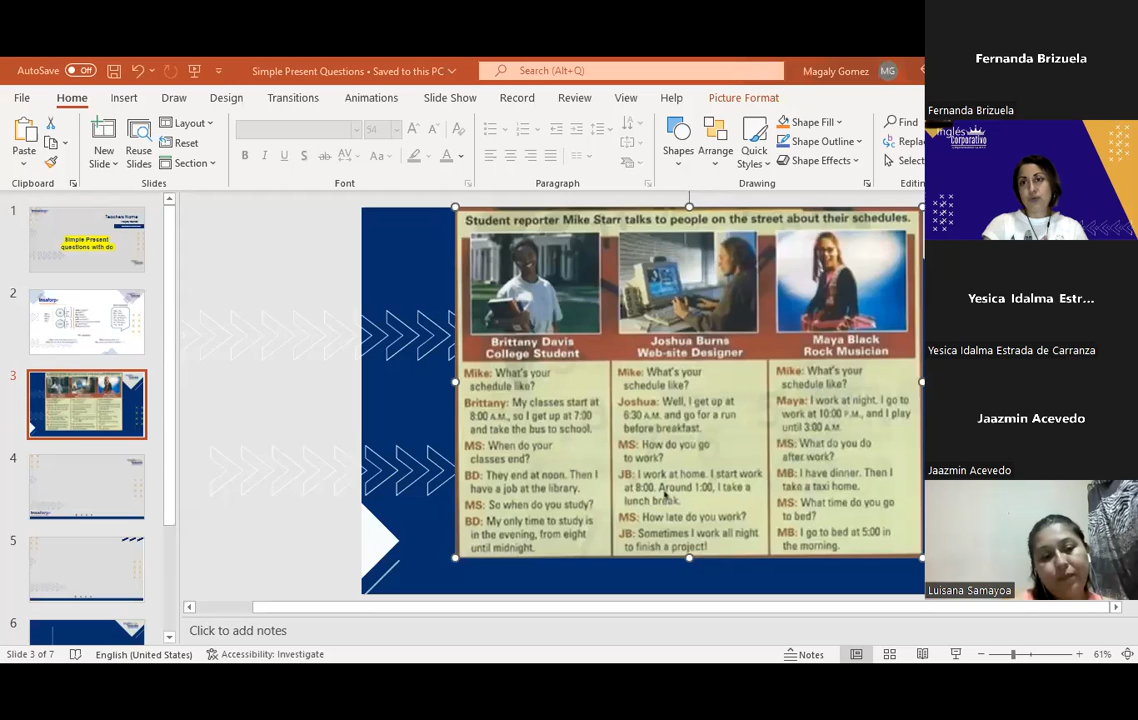 AutoSave
Off
Simple Present Questions • Saved to this PC
Search (Alt+Q)
Magaly Gomez
MG
File
Home
Insert
Draw
Design
Transitions
Animations
Slide Show
Record
Review
View
Help
Picture Format
Paste
New
Slide
Reuse
Slides
Layout
Reset
Section
54
Shapes
Arrange
Quick
Styles
Shape Fill
Shape Outline
Shape Effects
Find
Clipboard
Slides
Font
Paragraph
Drawing
1
Simple Present
questions with do
2
3
4
5
6
Student reporter Mike Starr talks to people on the street about their schedules.
Brittany Davis
College Student
Mike: What's your
schedule like?
Brittany: My classes start at
8:00 A.M., so I get up at 7:00
and take the bus to school.
MS: When do your
classes end?
BD: They end at noon. Then I
have a job at the library.
MS: So when do you study?
BD: My only time to study is
in the evening, from eight
until midnight.
Joshua Burns
Web-site Designer
Mike: What's your
schedule like?
Joshua: Well, I get up at
6:30 A.M. and go for a run
before breakfast.
MS: How do you go
to work?
JB: I work at home. I start work
at 8:00. Around 1:00, I take a
lunch break.
MS: How late do you work?
JB: Sometimes I work all night
to finish a project!
Maya Black
Rock Musician
Mike: What's your
schedule like?
Maya: I work at night. I go to
work at 10:00 P.M., and I play
until 3:00 A.M.
MS: What do you do
after work?
MB: I have dinner. Then I
take a taxi home.
MS: What time do you go
to bed?
MB: I go to bed at 5:00 in
the morning.
Click to add notes
Slide 3 of 7
English (United States)
Accessibility: Investigate
Notes
61%
Fernanda Brizuela
Fernanda Brizuela
Inglés
Corporativo
Yesica Idalma Estr...
Yesica Idalma Estrada de Carranza
Jaazmin Acevedo
Jaazmin Acevedo
Luisana Samayoa